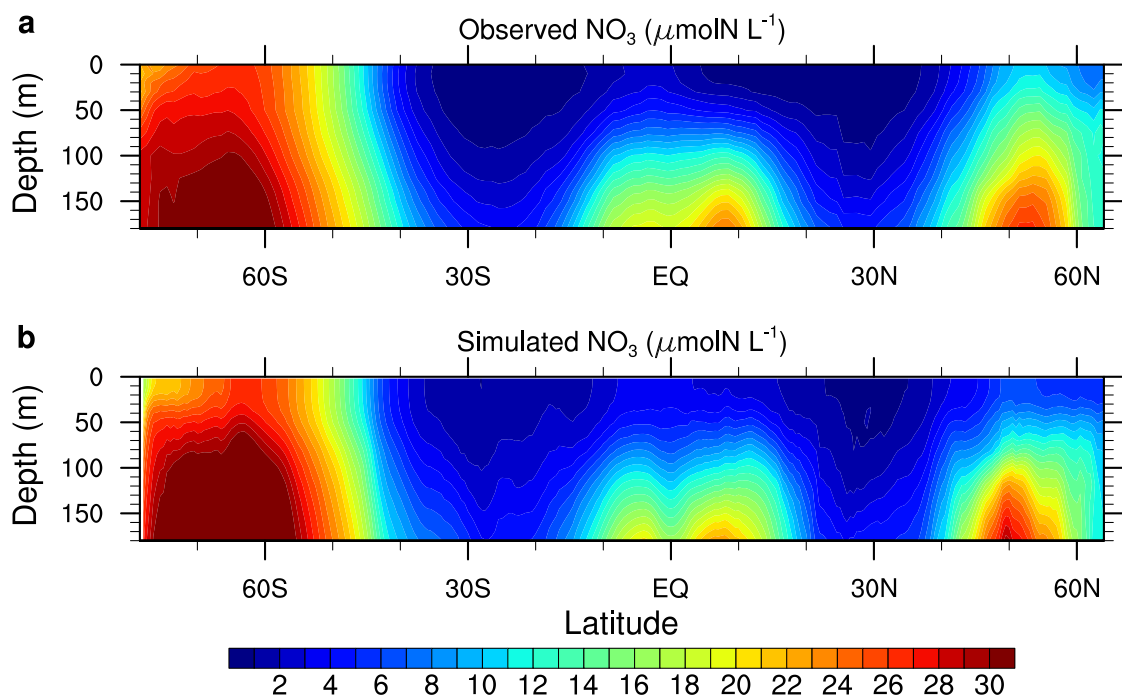 a
Observed NO₃ (μmolN L⁻¹)
Depth (m)
0
50
100
150
60S 30S EQ 30N 60N
b
Simulated NO₃ (μmolN L⁻¹)
Depth (m)
0
50
100
150
60S 30S EQ 30N 60N
Latitude
2 4 6 8 10 12 14 16 18 20 22 24 26 28 30